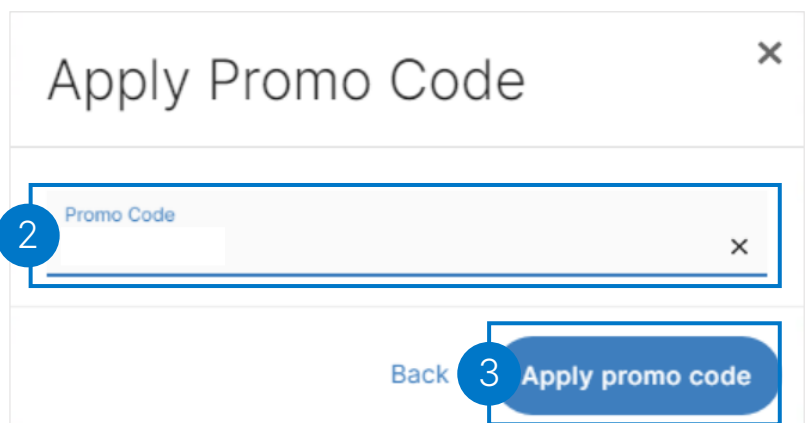 Apply Promo Code
2
Promo Code
Back
3
Apply promo code